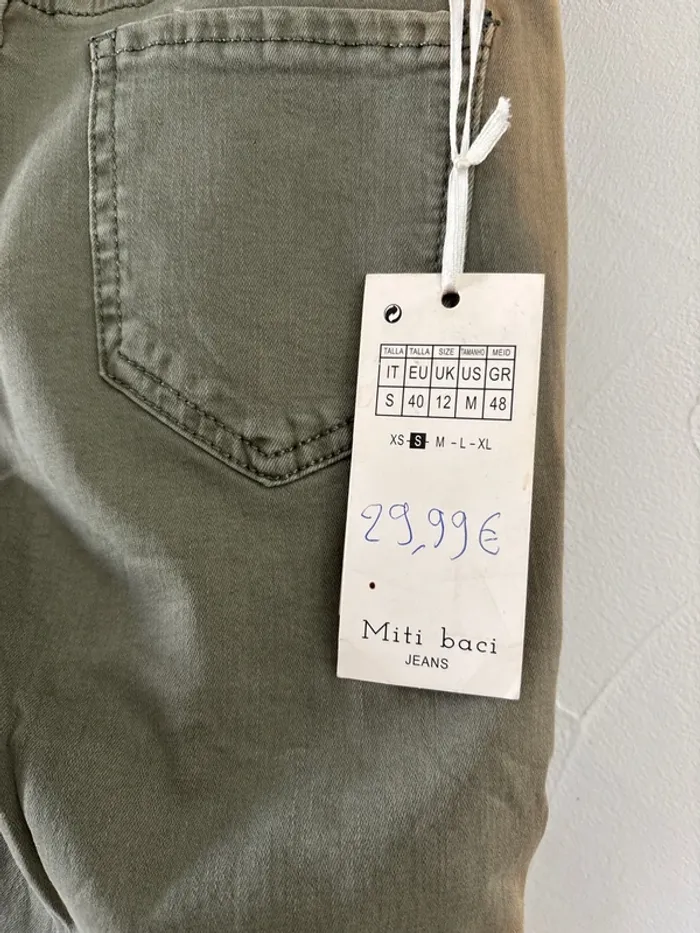 TALLA TALLA SIZE TAMANHO MEID
IT EU UK US GR
S 40 12 M 48
XS-S- M -L-XL
29,99€
Miti baci
JEANS